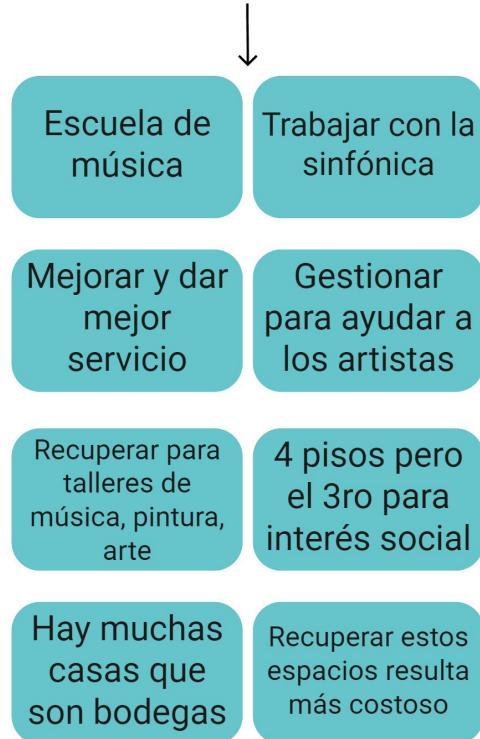 Escuela de
música
Trabajar con la
sinfónica
Mejorar y dar
mejor
servicio
Gestionar
para ayudar a
los artistas
Recuperar para
talleres de
música, pintura,
arte
4 pisos pero
el 3ro para
interés social
Hay muchas
casas que
son bodegas
Recuperar estos
espacios resulta
más costoso